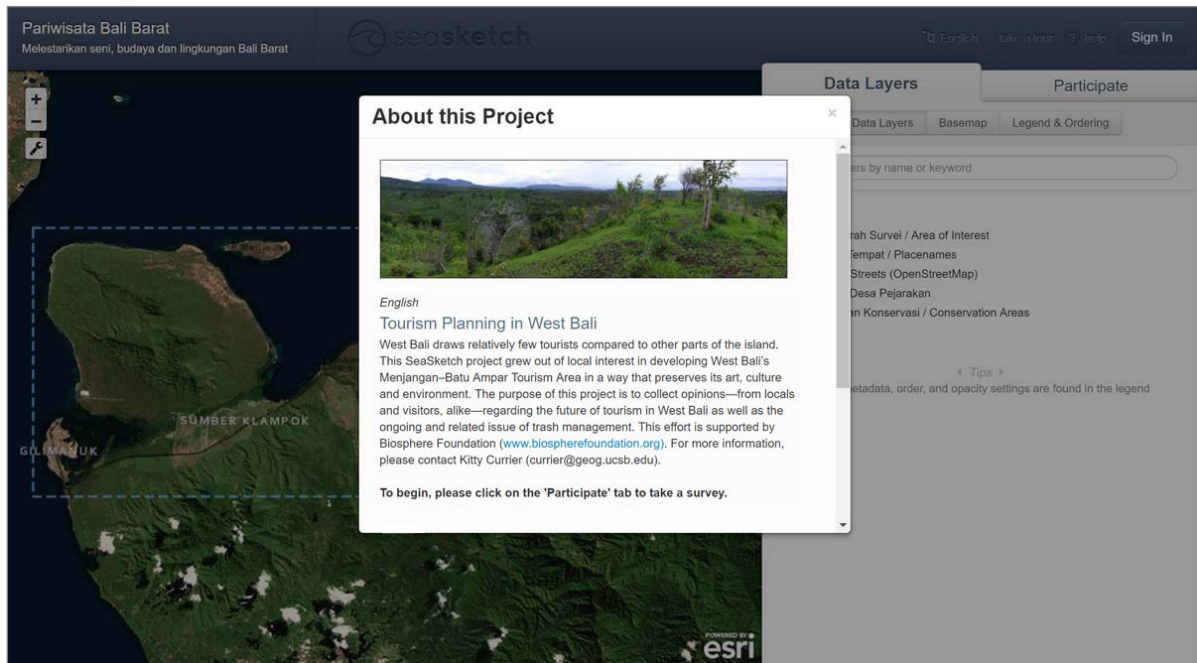 Pariwisata Bali Barat
Melestarikan seni, budaya dan lingkungan Bali Barat
seasketch
English take a tour ? help Sign In
Data Layers Participate
Data Layers Basemap Legend & Ordering
ers by name or keyword
rah Survei / Area of Interest
Tempat / Placenames
Streets (OpenStreetMap)
Desa Pejarakan
an Konservasi / Conservation Areas
Tips
etadata, order, and opacity settings are found in the legend
About this Project
×
English
Tourism Planning in West Bali
West Bali draws relatively few tourists compared to other parts of the island.
This SeaSketch project grew out of local interest in developing West Bali's
Menjangan–Batu Ampar Tourism Area in a way that preserves its art, culture
and environment. The purpose of this project is to collect opinions—from locals
and visitors, alike—regarding the future of tourism in West Bali as well as the
ongoing and related issue of trash management. This effort is supported by
Biosphere Foundation (www.biospherefoundation.org). For more information,
please contact Kitty Currier (currier@geog.ucsb.edu).
To begin, please click on the 'Participate' tab to take a survey.
+
−
Menjangan
SUMBER KLAMPOK
GILIMANUK
POWERED BY
esri